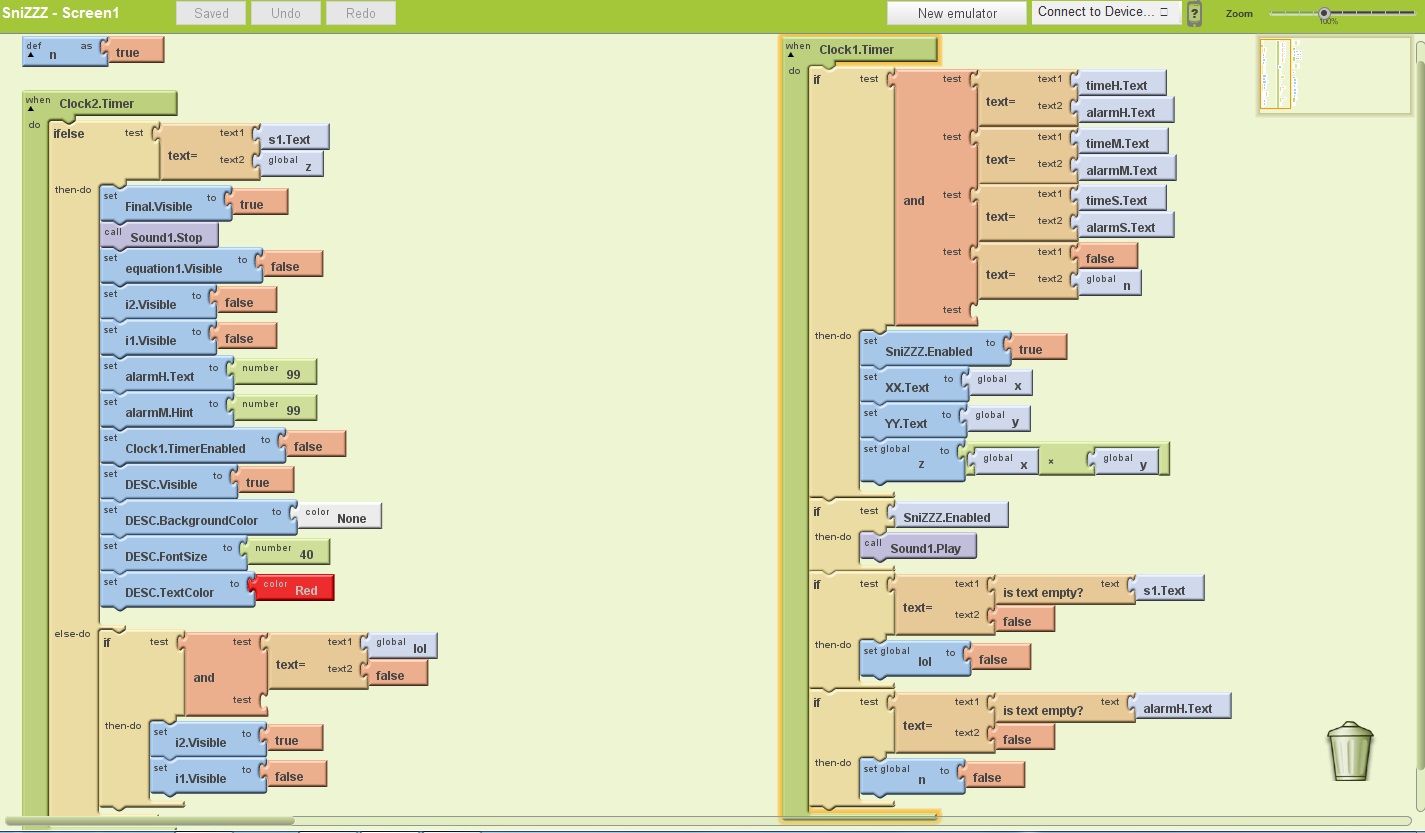 SniZZZ - Screen1 Saved Undo Redo New emulator Connect to Device... ? Zoom
100%
def n as true
when Clock2.Timer
do
ifelse test text= text1 s1.Text
text2 global z
then-do
set Final.Visible to true
call Sound1.Stop
set equation1.Visible to false
set i2.Visible to false
set i1.Visible to false
set alarmH.Text to number 99
set alarmM.Hint to number 99
set Clock1.TimerEnabled to false
set DESC.Visible to true
set DESC.BackgroundColor to color None
set DESC.FontSize to number 40
set DESC.TextColor to color Red
else-do
if test and test text= text1 global lol
text2 false
test
then-do
set i2.Visible to true
set i1.Visible to false
when Clock1.Timer
do
if test and test text= text1 timeH.Text
text2 alarmH.Text
test text= text1 timeM.Text
text2 alarmM.Text
test text= text1 timeS.Text
text2 alarmS.Text
test text= text1 false
text2 global n
test
then-do
set SniZZZ.Enabled to true
set XX.Text to global x
set YY.Text to global y
set global z to global x × global y
if test SniZZZ.Enabled
then-do call Sound1.Play
if test text= text1 is text empty? text s1.Text
text2 false
then-do set global lol to false
if test text= text1 is text empty? text alarmH.Text
text2 false
then-do set global n to false